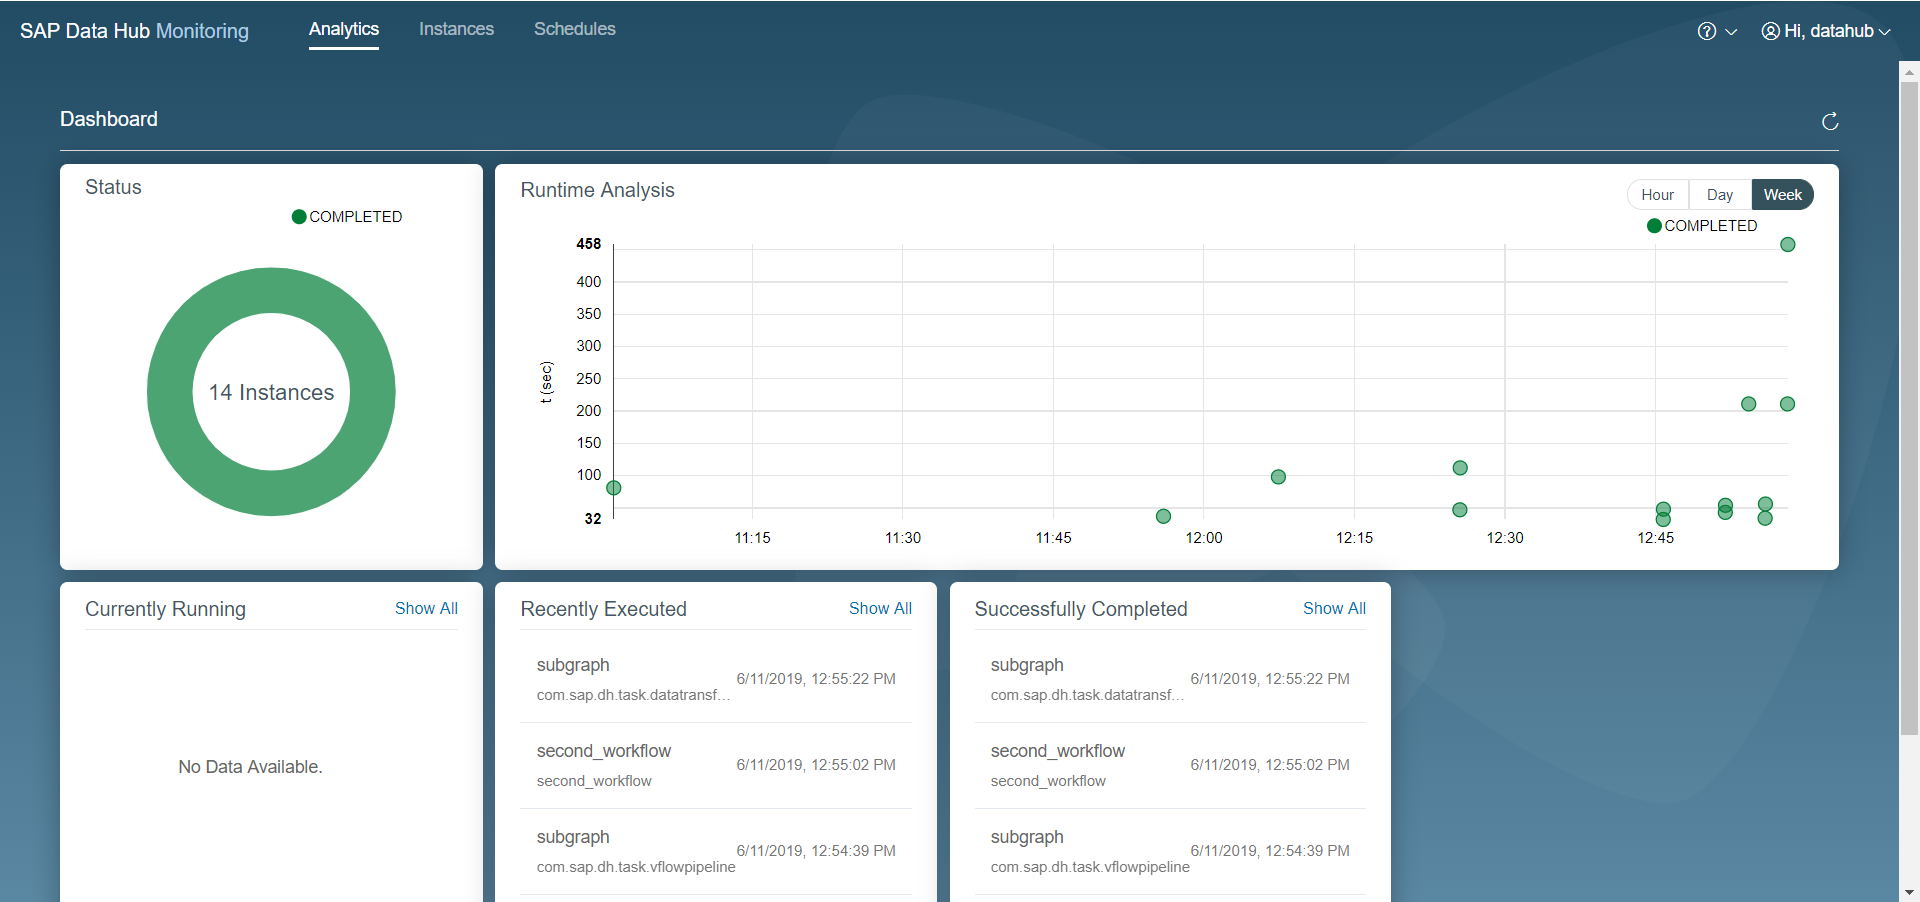 SAP Data Hub Monitoring
Analytics
Instances
Schedules
?
Hi, datahub
Dashboard
Status
COMPLETED
14 Instances
Runtime Analysis
Hour
Day
Week
COMPLETED
458
400
350
300
250
200
150
100
32
t (sec)
11:15
11:30
11:45
12:00
12:15
12:30
12:45
Currently Running
Show All
No Data Available.
Recently Executed
Show All
subgraph
6/11/2019, 12:55:22 PM
com.sap.dh.task.datatransf...
second_workflow
6/11/2019, 12:55:02 PM
second_workflow
subgraph
6/11/2019, 12:54:39 PM
com.sap.dh.task.vflowpipeline
Successfully Completed
Show All
subgraph
6/11/2019, 12:55:22 PM
com.sap.dh.task.datatransf...
second_workflow
6/11/2019, 12:55:02 PM
second_workflow
subgraph
6/11/2019, 12:54:39 PM
com.sap.dh.task.vflowpipeline